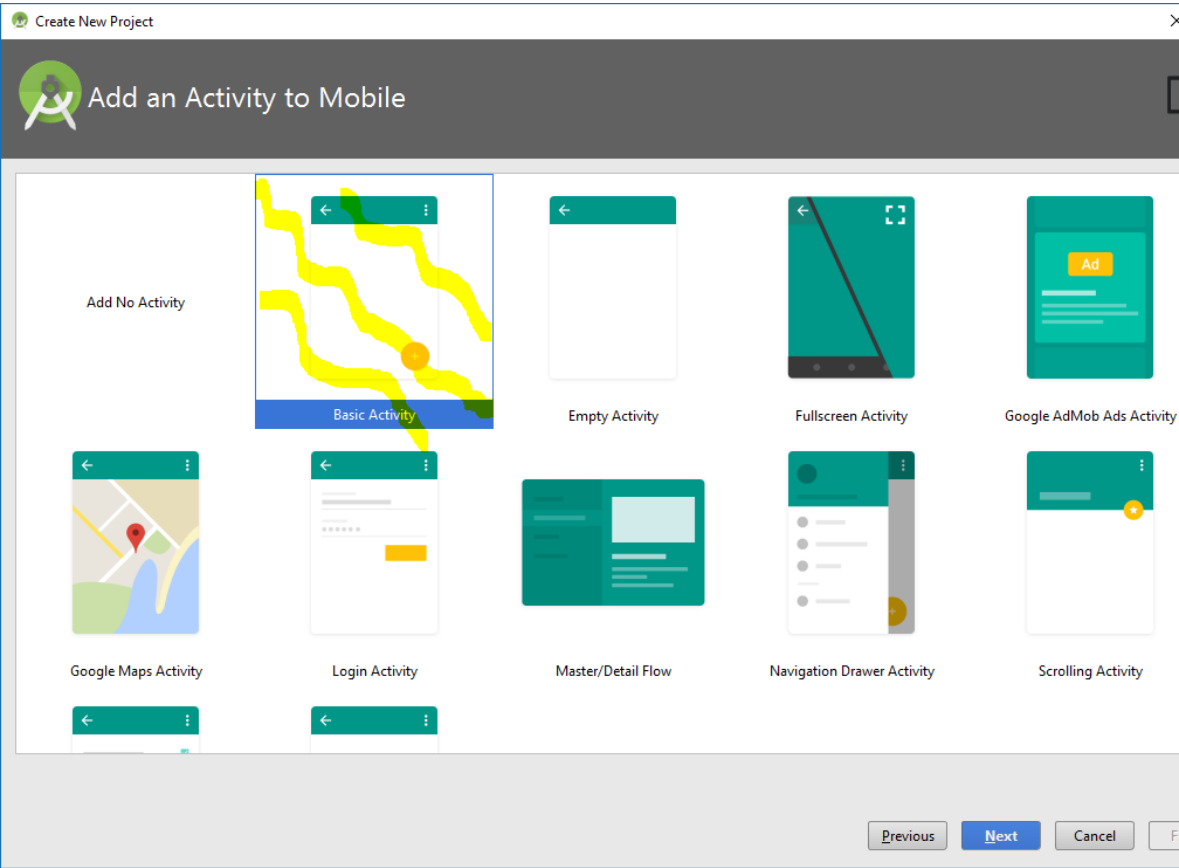 Create New Project
Add an Activity to Mobile
Add No Activity
Basic Activity
Empty Activity
Fullscreen Activity
Ad
Google AdMob Ads Activity
Google Maps Activity
Login Activity
Master/Detail Flow
Navigation Drawer Activity
Scrolling Activity
Previous
Next
Cancel